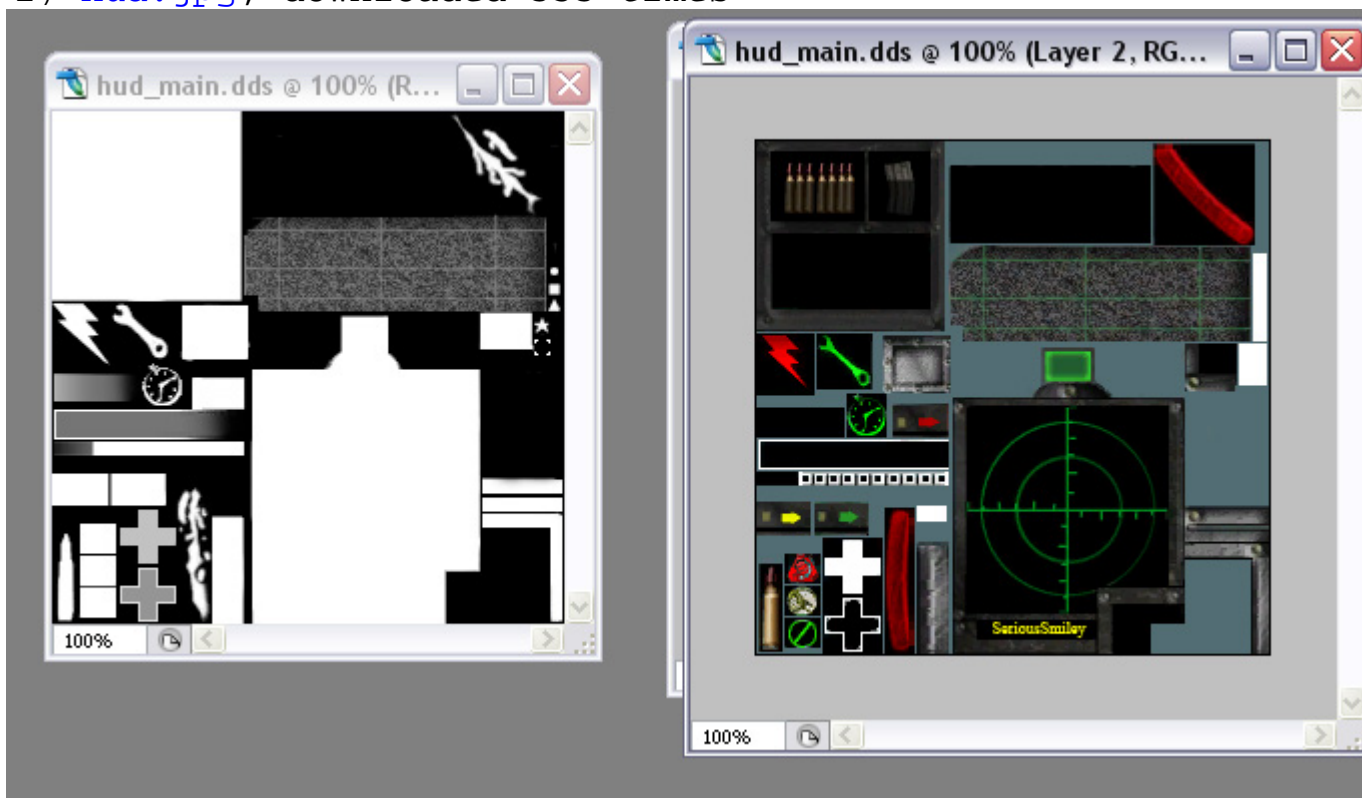 hud_main.dds @ 100% (R...
hud_main.dds @ 100% (Layer 2, RG...
SeriousSmiley
100%
100%